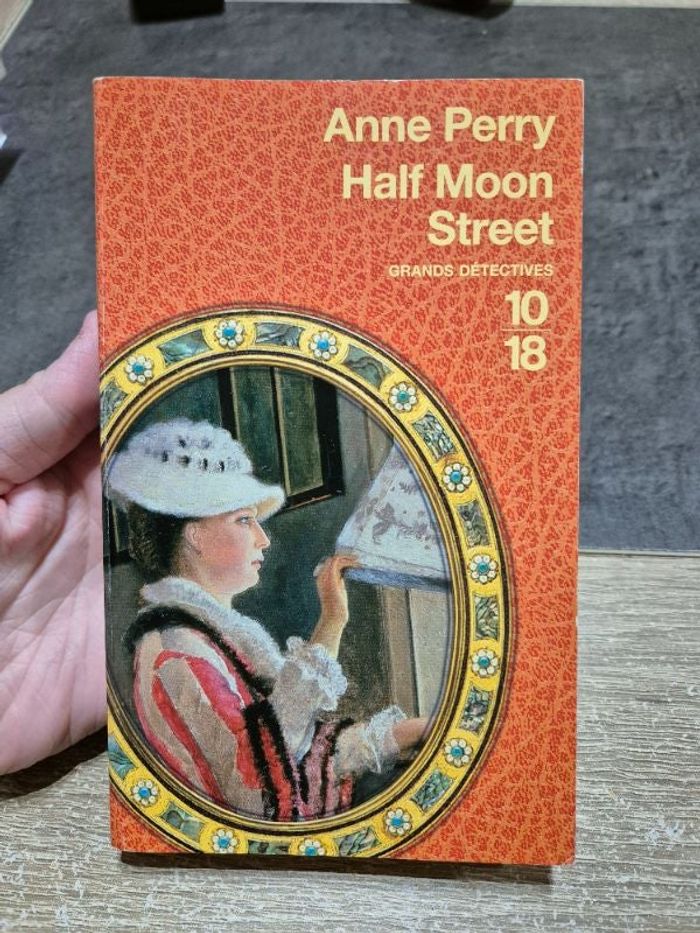 Anne Perry
Half Moon
Street
GRANDS DÉTECTIVES
10
18